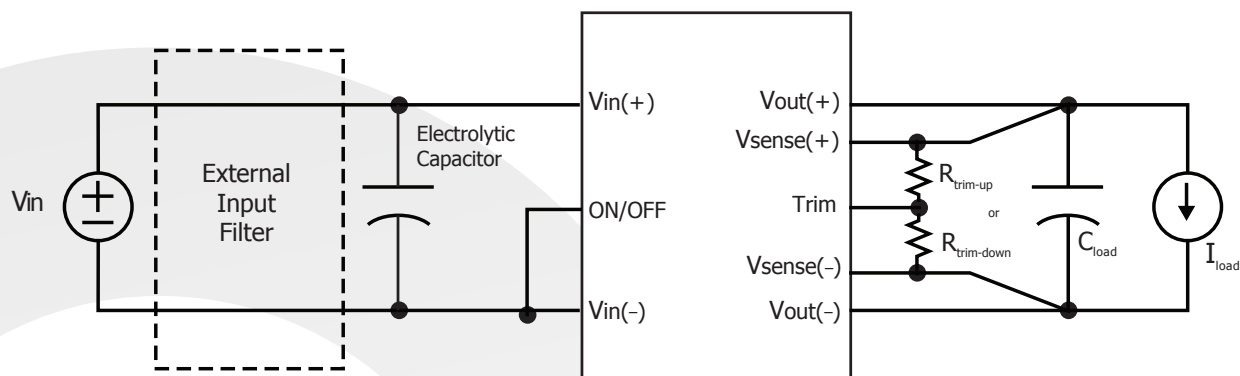 Vin
External
Input
Filter
Electrolytic
Capacitor
Vin(+)
ON/OFF
Vin(−)
Vout(+)
Vsense(+)
Trim
Vsense(−)
Vout(−)
Rtrim-up
or
Rtrim-down
Cload
Iload